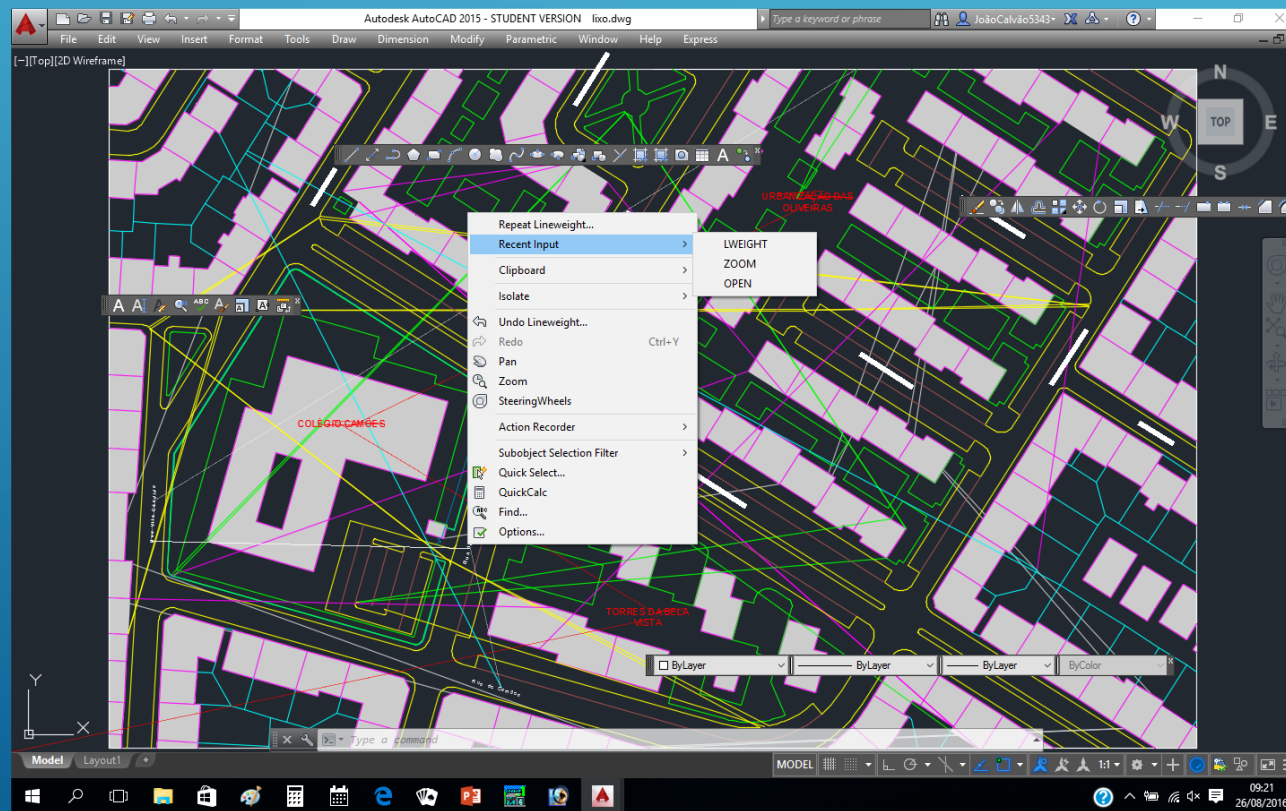 Autodesk AutoCAD 2015 - STUDENT VERSION lixo.dwg
Type a keyword or phrase
JoãoCalvão5343
File Edit View Insert Format Tools Draw Dimension Modify Parametric Window Help Express
[−][Top][2D Wireframe]
N
W TOP E
S
URBANIZAÇÃO DAS
OLIVEIRAS
Repeat Lineweight...
Recent Input
LWEIGHT
ZOOM
OPEN
Clipboard
Isolate
Undo Lineweight...
Redo Ctrl+Y
Pan
Zoom
SteeringWheels
Action Recorder
Subobject Selection Filter
Quick Select...
QuickCalc
Find...
Options...
COLÉGIO CAMÕES
TORRES DA BELA
VISTA
Rua de Camões
ByLayer ByLayer ByLayer ByColor
Y
X
Type a command
Model Layout1 +
MODEL 1:1
09:21